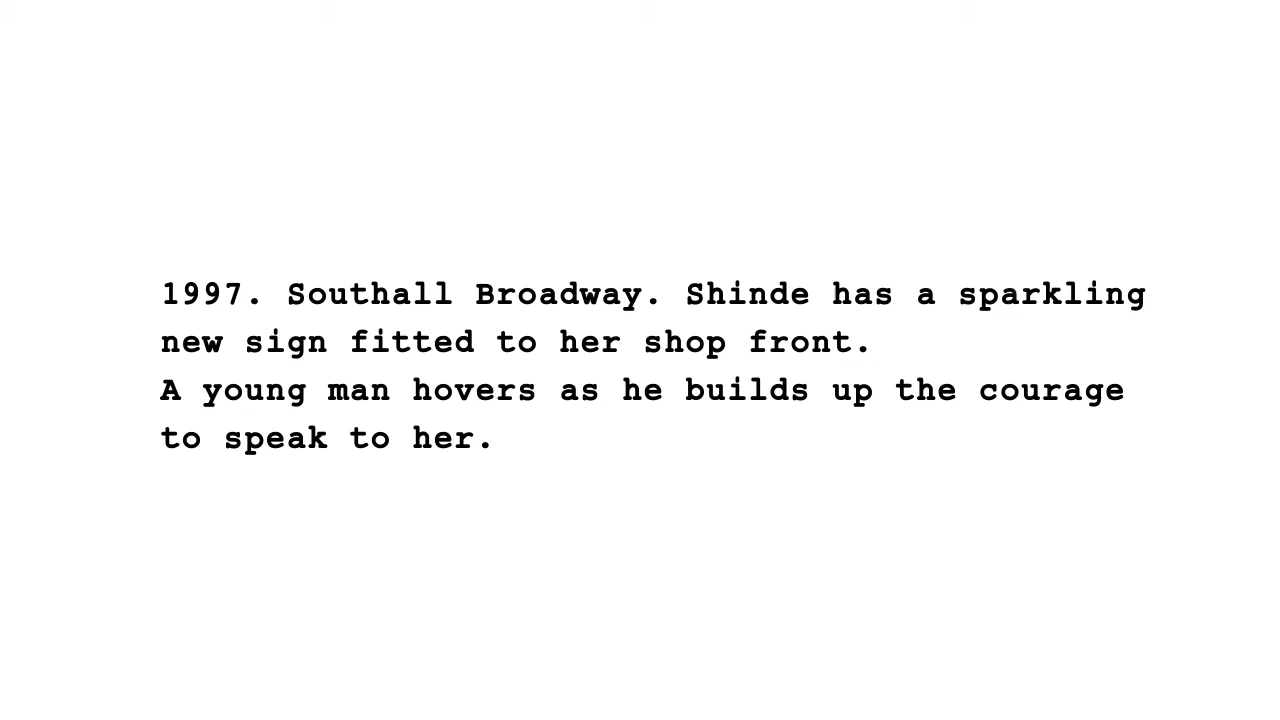 1997. Southall Broadway. Shinde has a sparkling
new sign fitted to her shop front.
A young man hovers as he builds up the courage
to speak to her.